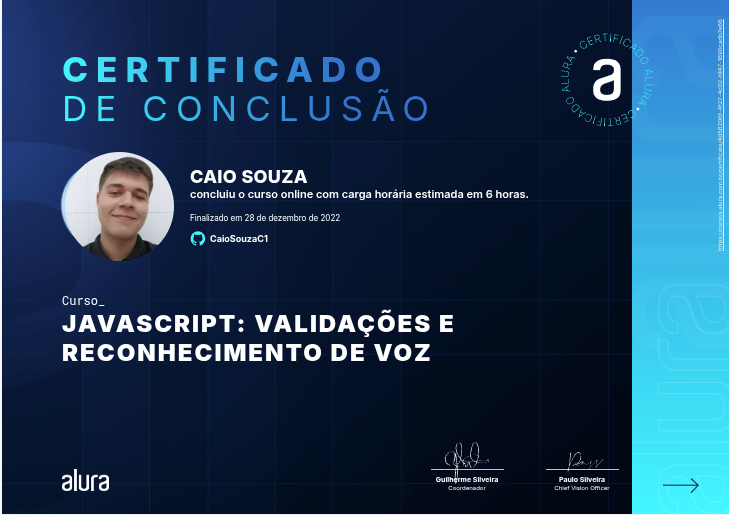 CERTIFICADO
DE CONCLUSÃO
CERTIFICADO ALURA • CERTIFICADO ALURA •
a
CAIO SOUZA
concluiu o curso online com carga horária estimada em 6 horas.
Finalizado em 28 de dezembro de 2022
CaioSouzaC1
Curso_
JAVASCRIPT: VALIDAÇÕES E
RECONHECIMENTO DE VOZ
alura
Guilherme Silveira
Coordenador
Paulo Silveira
Chief Vision Officer
alura